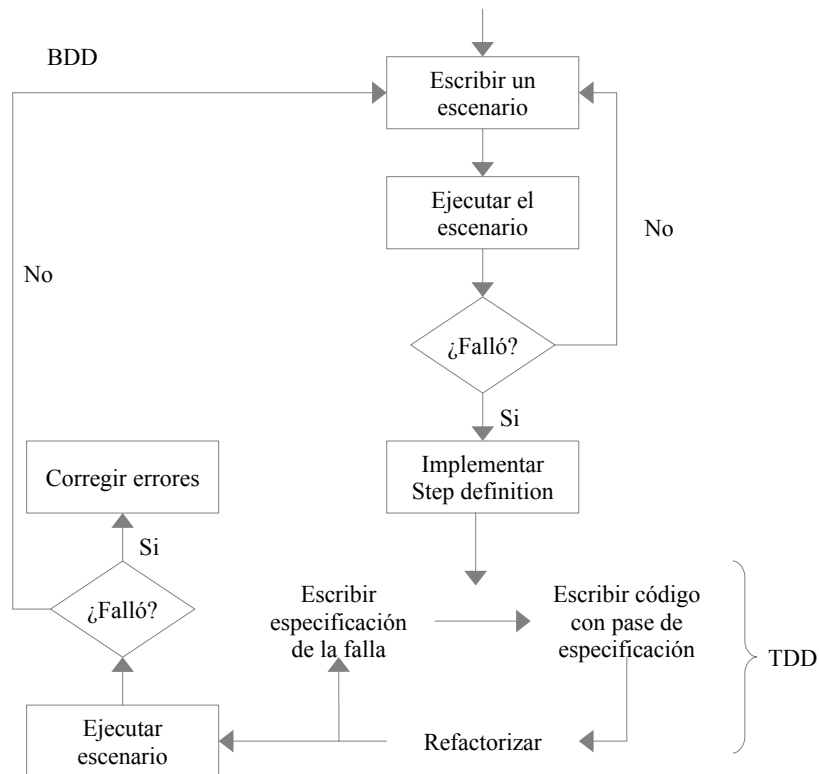 BDD
Escribir un
escenario
Ejecutar el
escenario
No
No
¿Falló?
Si
Implementar
Step definition
Corregir errores
Si
¿Falló?
Escribir
especificación
de la falla
Escribir código
con pase de
especificación
TDD
Refactorizar
Ejecutar
escenario